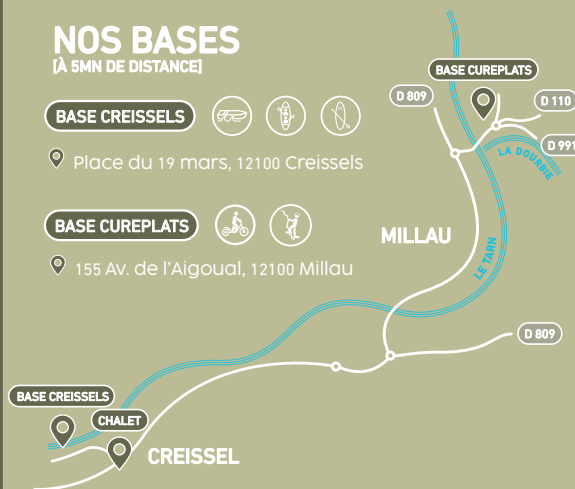 NOS BASES
[À 5MN DE DISTANCE]
BASE CREISSELS
Place du 19 mars, 12100 Creissels
BASE CUREPLATS
155 Av. de l'Aigoual, 12100 Millau
BASE CUREPLATS
D 809
D 110
D 991
LA DOURBIE
MILLAU
LE TARN
D 809
BASE CREISSELS
CHALET
CREISSEL